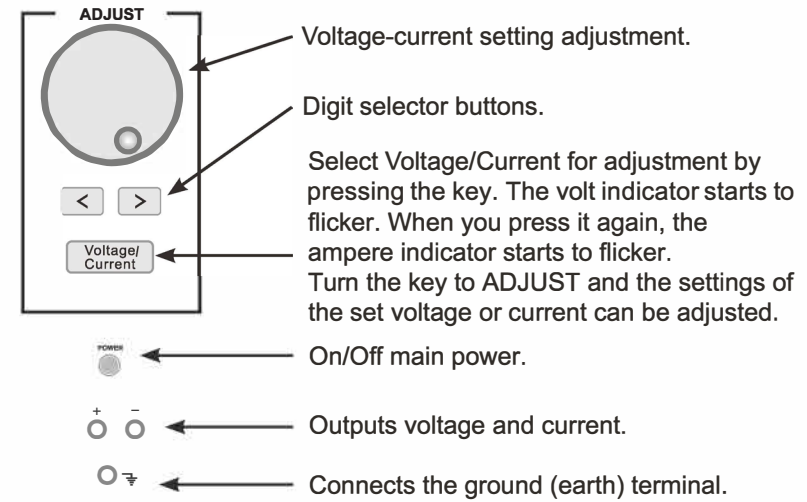 ADJUST
Voltage-current setting adjustment.
Digit selector buttons.
< >
Voltage/
Current
Select Voltage/Current for adjustment by
pressing the key. The volt indicator starts to
flicker. When you press it again, the
ampere indicator starts to flicker.
Turn the key to ADJUST and the settings of
the set voltage or current can be adjusted.
POWER
On/Off main power.
+ −
Outputs voltage and current.
Connects the ground (earth) terminal.